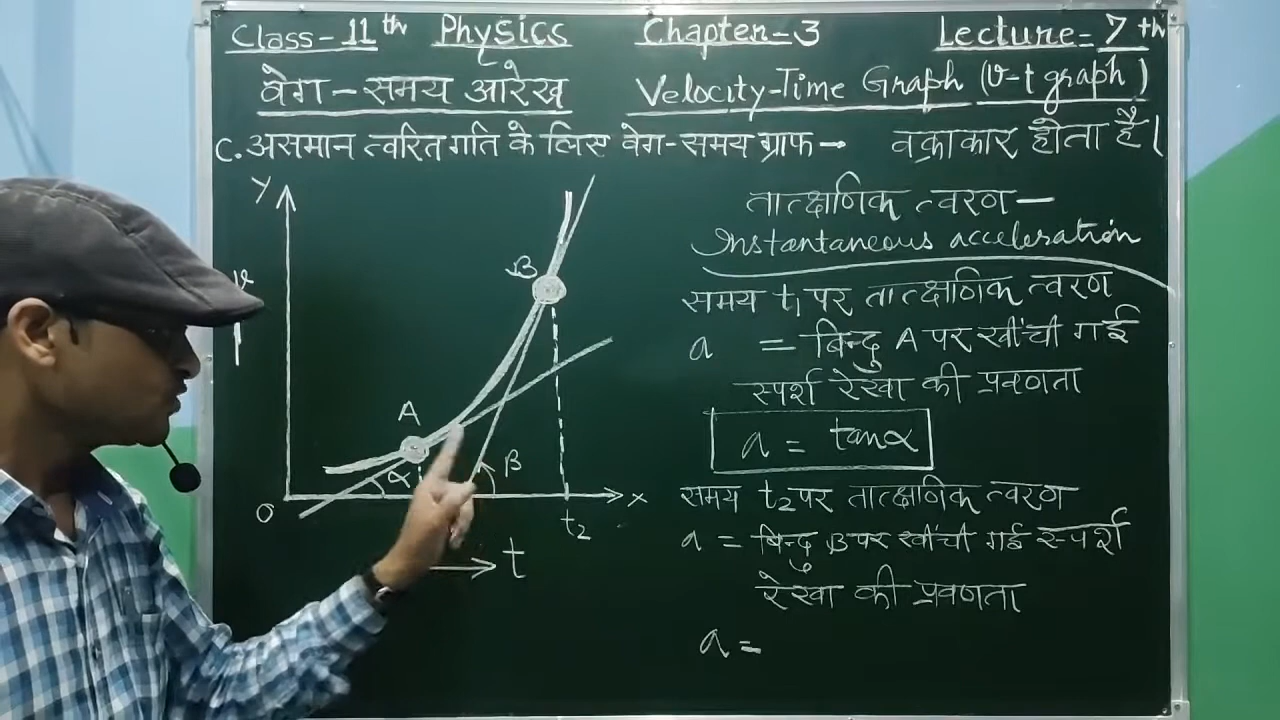 Class-11th Physics Chapter-3 Lecture-7th
वेग-समय आरेख Velocity-Time Graph (v-t graph)
C. असमान त्वरित गति के लिए वेग-समय ग्राफ→ वक्राकार होता है।
तात्क्षणिक त्वरण—
Instantaneous acceleration
समय t₁ पर तात्क्षणिक त्वरण
a = बिन्दु A पर खींची गई
स्पर्श रेखा की प्रवणता
a = tanα
समय t₂ पर तात्क्षणिक त्वरण
a = बिन्दु B पर खींची गई स्पर्श
रेखा की प्रवणता
a =
Y
B
v
A
α
β
O
X
t₂
t